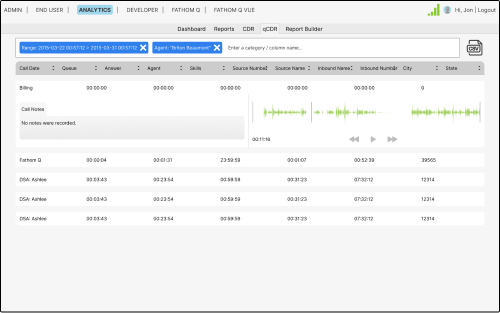 ADMIN | END USER | ANALYTICS | DEVELOPER | FATHOM Q | FATHOM Q VUE Hi, Jon | Logout
Dashboard Reports CDR qCDR Report Builder
Range: 2015-03-22 00:57:12 > 2015-03-31 00:57:12 Agent: "Briton Beaumont" Enter a category / column name... CSV
Call Date Queue Answer Agent Skills Source Number Source Name Inbound Name Inbound Number City State
Billing 00:00:00 00:00:00 00:00:00 00:00:00 00:00:00 0
Call Notes
No notes were recorded.
00:11:16
Fathom Q 00:00:04 01:01:31 23:59:59 00:01:07 00:52:39 39565
DSA: Ashlee 00:03:43 00:23:54 00:59:59 00:31:23 07:32:12 12314
DSA: Ashlee 00:03:43 00:23:54 00:59:59 00:31:23 07:32:12 12314
DSA: Ashlee 00:03:43 00:23:54 00:59:59 00:31:23 07:32:12 12314